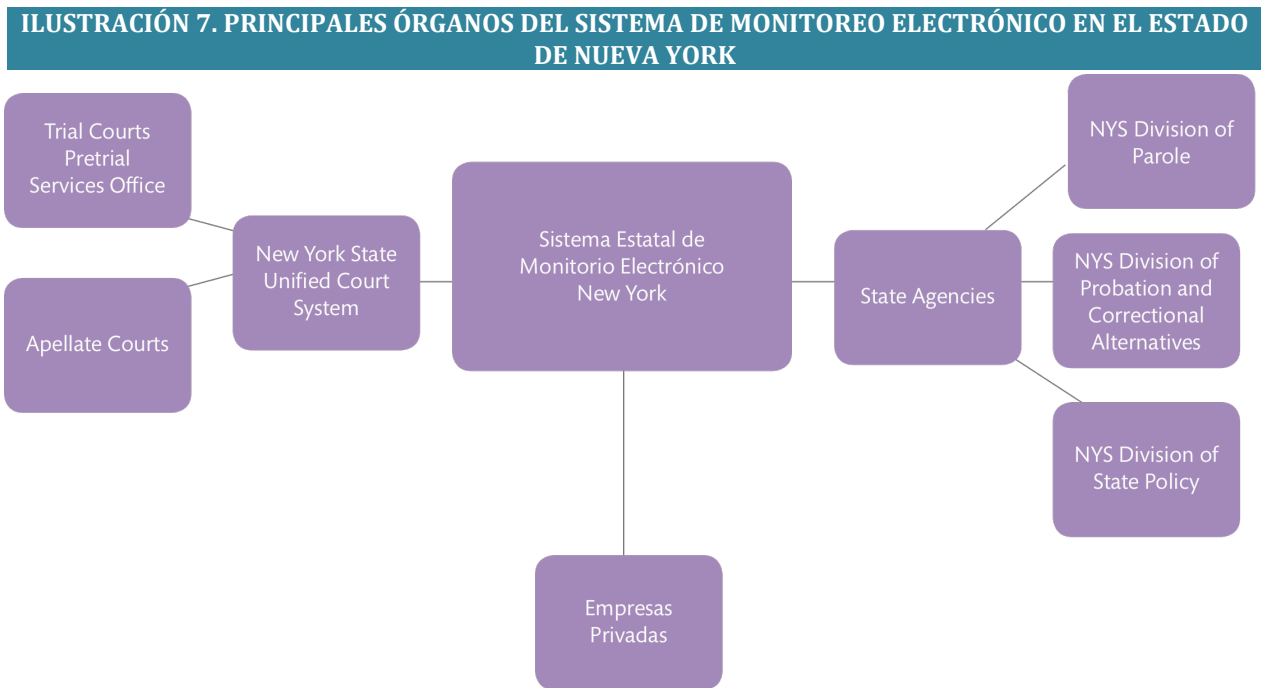 ILUSTRACIÓN 7. PRINCIPALES ÓRGANOS DEL SISTEMA DE MONITOREO ELECTRÓNICO EN EL ESTADO
DE NUEVA YORK
Trial Courts
Pretrial
Services Office
Apellate Courts
New York State
Unified Court
System
Sistema Estatal de
Monitorio Electrónico
New York
Empresas
Privadas
State Agencies
NYS Division of
Parole
NYS Division of
Probation and
Correctional
Alternatives
NYS Division of
State Policy